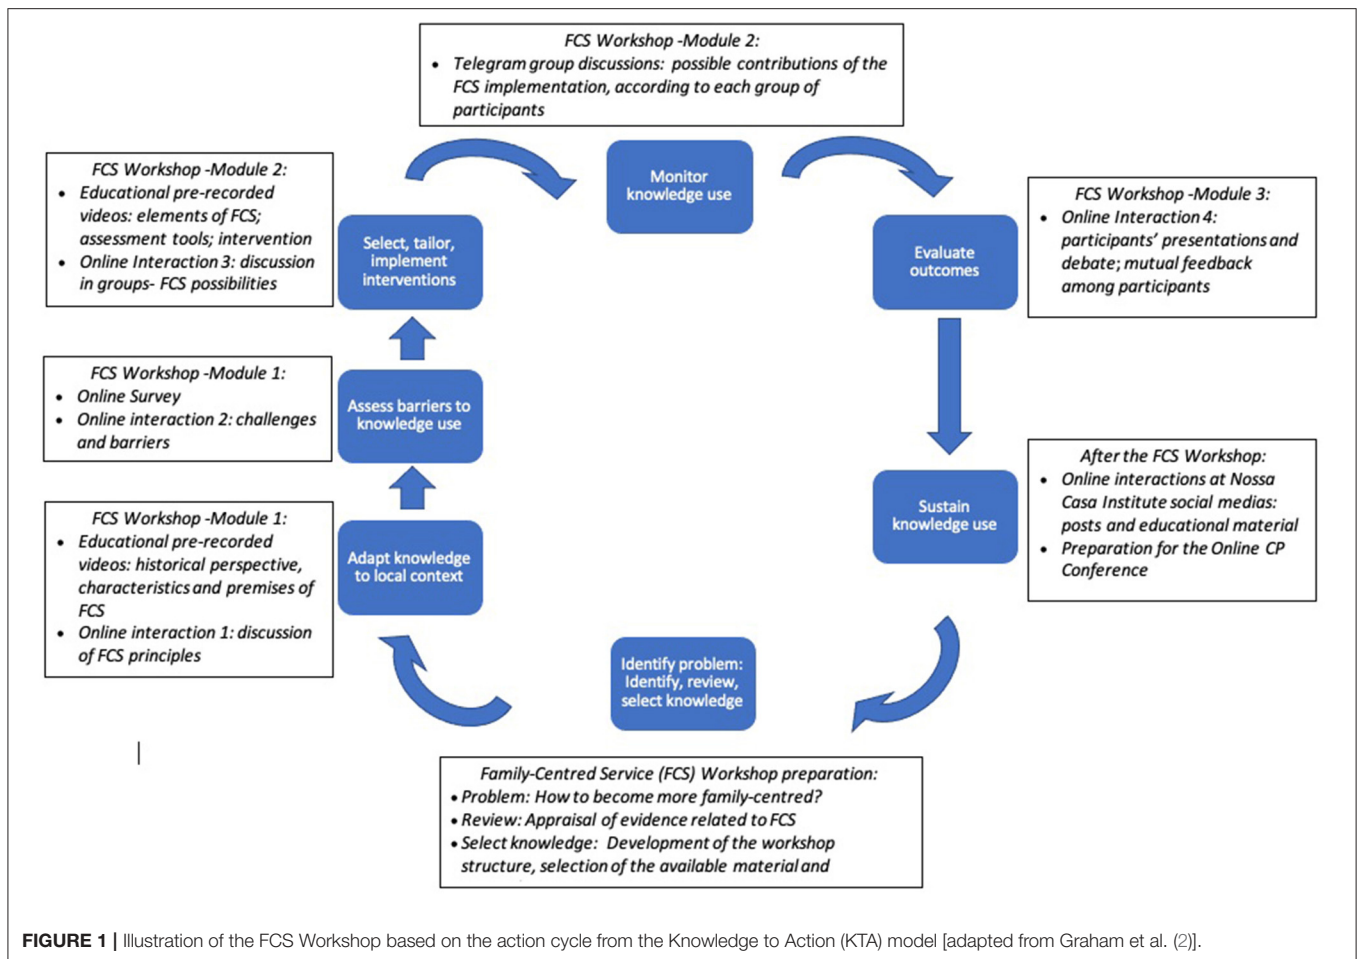 FCS Workshop -Module 2:
• Telegram group discussions: possible contributions of the
FCS implementation, according to each group of
participants
Monitor
knowledge use
FCS Workshop -Module 2:
• Educational pre-recorded
videos: elements of FCS;
assessment tools; intervention
• Online Interaction 3: discussion
in groups- FCS possibilities
Select, tailor,
implement
interventions
Evaluate
outcomes
FCS Workshop -Module 3:
• Online Interaction 4:
participants' presentations and
debate; mutual feedback
among participants
FCS Workshop -Module 1:
• Online Survey
• Online interaction 2: challenges
and barriers
Assess barriers to
knowledge use
Sustain
knowledge use
After the FCS Workshop:
• Online interactions at Nossa
Casa Institute social medias:
posts and educational material
• Preparation for the Online CP
Conference
FCS Workshop -Module 1:
• Educational pre-recorded
videos: historical perspective,
characteristics and premises of
FCS
• Online interaction 1: discussion
of FCS principles
Adapt knowledge
to local context
Identify problem:
Identify, review,
select knowledge
Family-Centred Service (FCS) Workshop preparation:
• Problem: How to become more family-centred?
• Review: Appraisal of evidence related to FCS
• Select knowledge: Development of the workshop
structure, selection of the available material and
FIGURE 1 | Illustration of the FCS Workshop based on the action cycle from the Knowledge to Action (KTA) model [adapted from Graham et al. (2)].